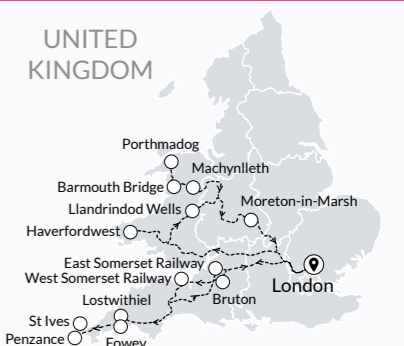 UNITED
KINGDOM
Porthmadog
Machynlleth
Barmouth Bridge
Moreton-in-Marsh
Llandrindod Wells
Haverfordwest
East Somerset Railway
West Somerset Railway
London
Lostwithiel
Bruton
St Ives
Penzance
Fowey